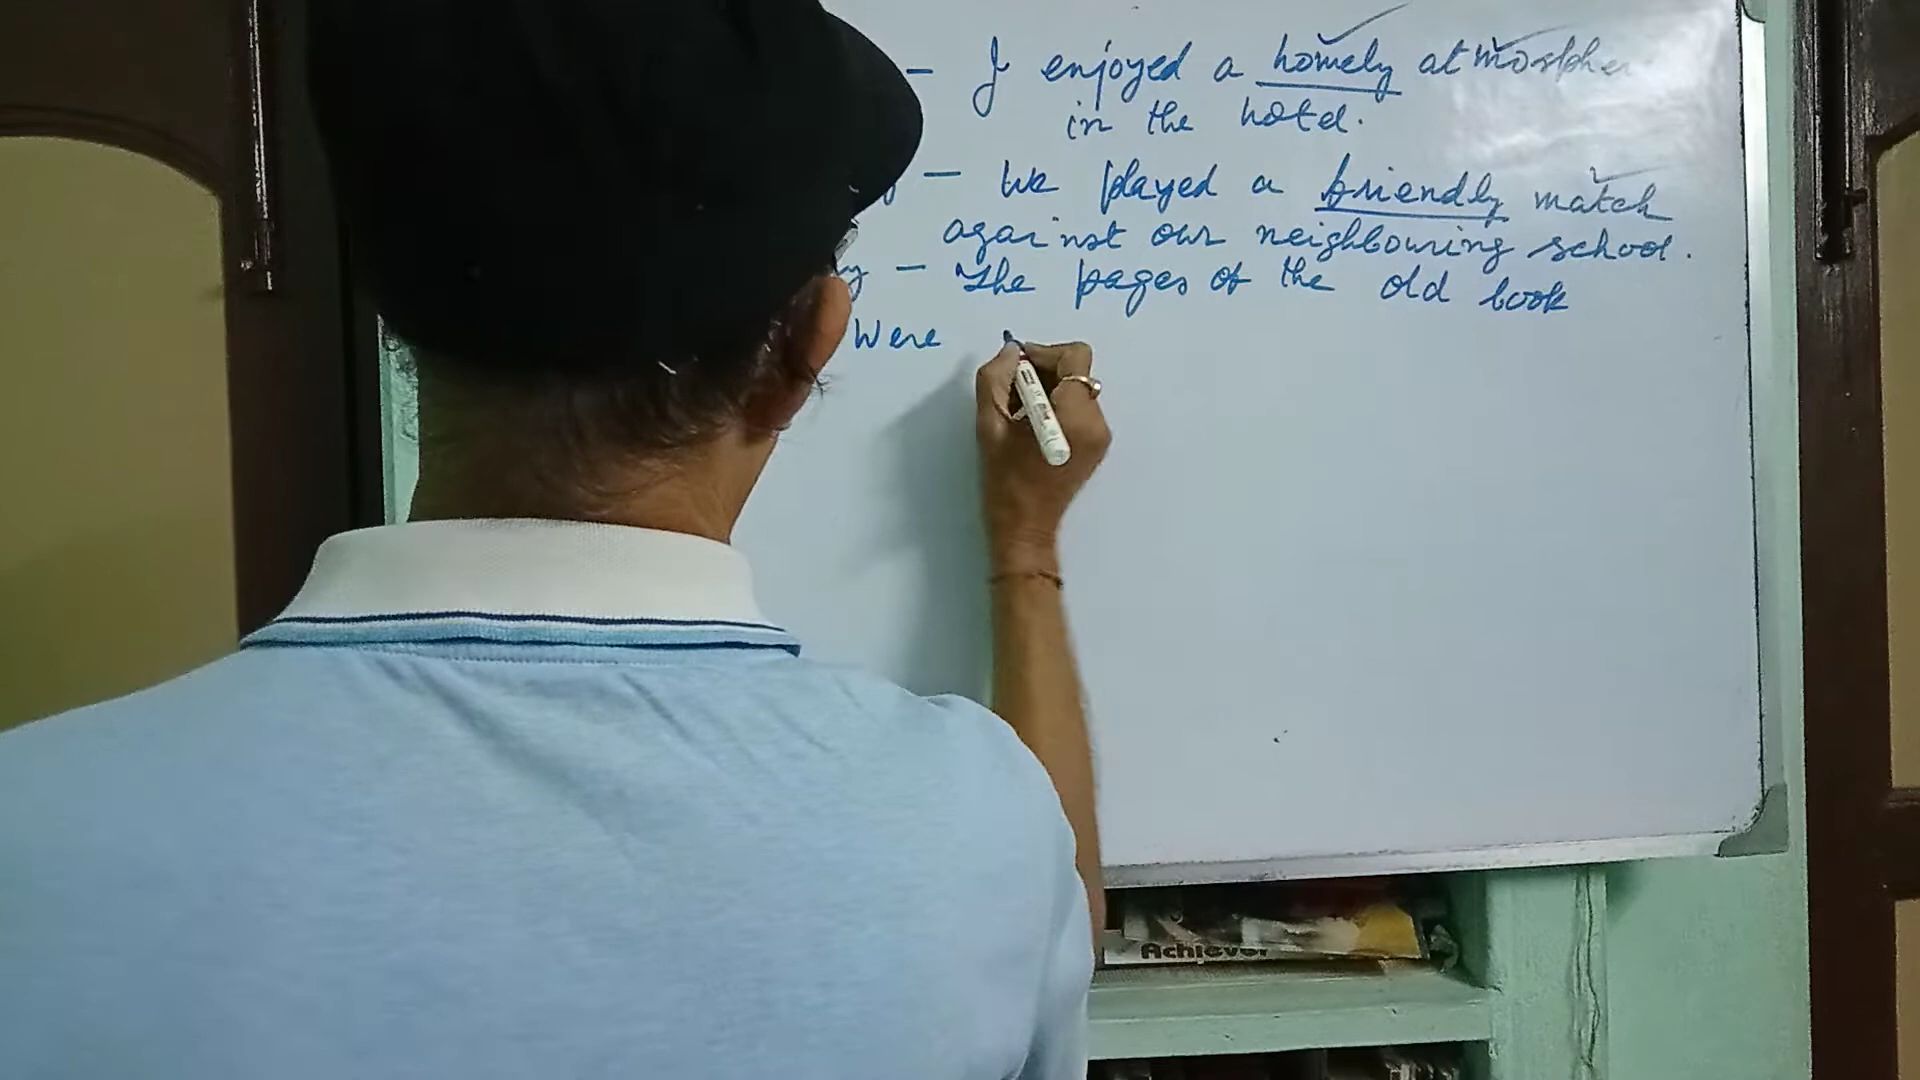 - I enjoyed a homely atmosphe
in the hotel.
y - We played a friendly match
against our neighbouring school.
y - The pages of the old book
were
Achiever